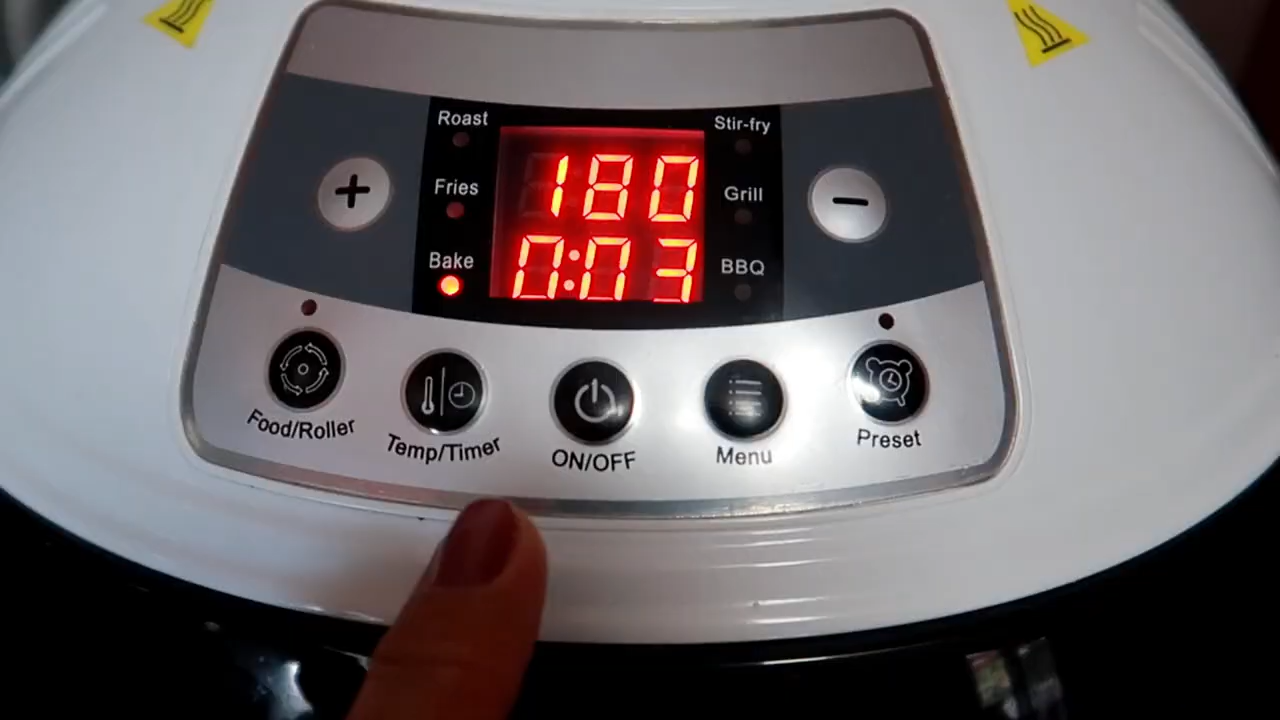 Roast
Stir-fry
180
Fries
Grill
0:03
Bake
BBQ
Food/Roller
Temp/Timer
ON/OFF
Menu
Preset